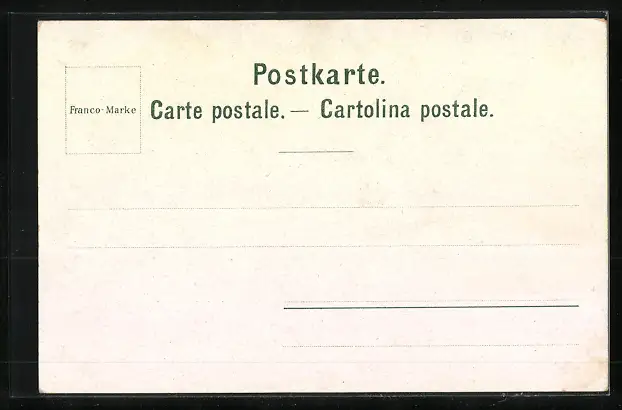 Postkarte.
Franco-Marke
Carte postale. — Cartolina postale.